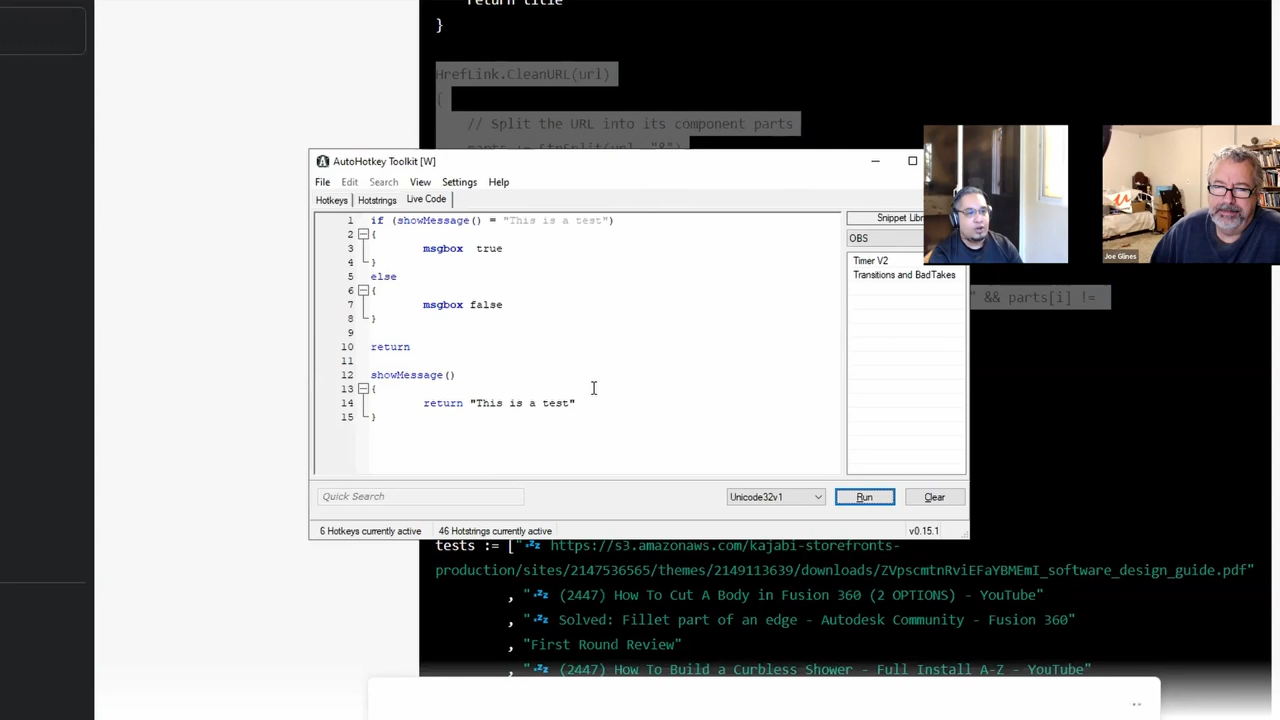 return title
}
HrefLink.CleanURL(url)
{
// Split the URL into its component parts
parts := StrSplit(url, "&")
AutoHotkey Toolkit [W]
File Edit Search View Settings Help
Hotkeys Hotstrings Live Code
1 if (showMessage() = "This is a test")
2 {
3 msgbox true
4 }
5 else
6 {
7 msgbox false
8 }
9
10 return
11
12 showMessage()
13 {
14 return "This is a test"
15 }
Snippet Libr
OBS
Timer V2
Transitions and BadTakes
Joe Glines
" && parts[i] !=
Quick Search
Unicode32v1
Run
Clear
6 Hotkeys currently active 46 Hotstrings currently active v0.15.1
tests := ["💤 https://s3.amazonaws.com/kajabi-storefronts-
production/sites/2147536565/themes/2149113639/downloads/ZVpscmtnRviEFaYBMEmI_software_design_guide.pdf"
, "💤 (2447) How To Cut A Body in Fusion 360 (2 OPTIONS) - YouTube"
, "💤 Solved: Fillet part of an edge - Autodesk Community - Fusion 360"
, "First Round Review"
, "💤 (2447) How To Build a Curbless Shower - Full Install A-Z - YouTube"